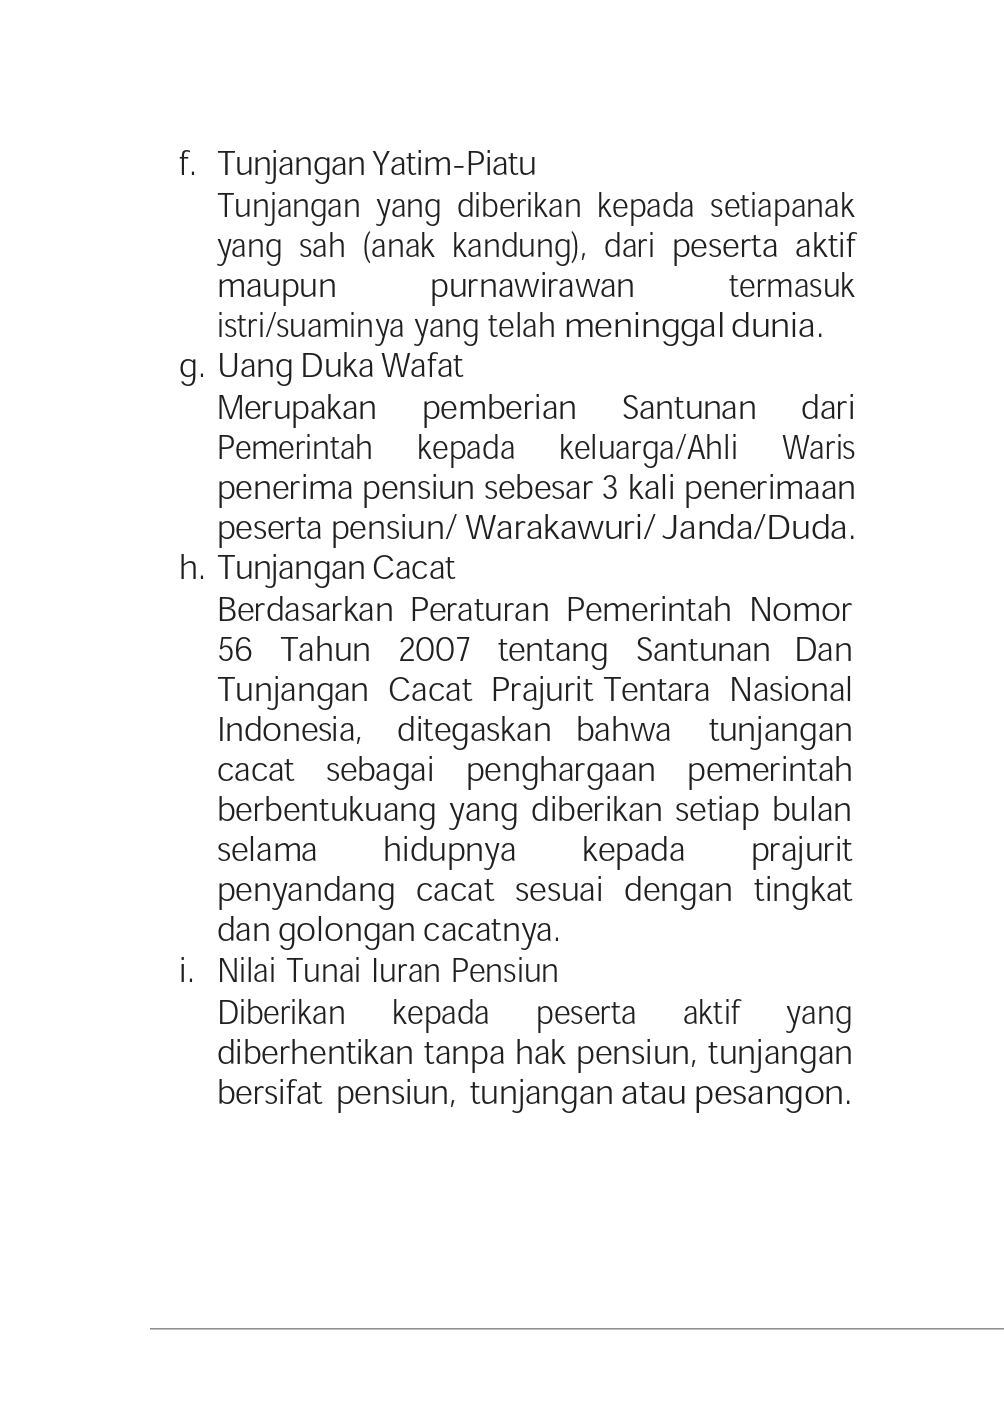 f. Tunjangan Yatim-Piatu
Tunjangan yang diberikan kepada setiapanak
yang sah (anak kandung), dari peserta aktif
maupun purnawirawan termasuk
istri/suaminya yang telah meninggal dunia.
g. Uang Duka Wafat
Merupakan pemberian Santunan dari
Pemerintah kepada keluarga/Ahli Waris
penerima pensiun sebesar 3 kali penerimaan
peserta pensiun/ Warakawuri/ Janda/Duda.
h. Tunjangan Cacat
Berdasarkan Peraturan Pemerintah Nomor
56 Tahun 2007 tentang Santunan Dan
Tunjangan Cacat Prajurit Tentara Nasional
Indonesia, ditegaskan bahwa tunjangan
cacat sebagai penghargaan pemerintah
berbentukuang yang diberikan setiap bulan
selama hidupnya kepada prajurit
penyandang cacat sesuai dengan tingkat
dan golongan cacatnya.
i. Nilai Tunai Iuran Pensiun
Diberikan kepada peserta aktif yang
diberhentikan tanpa hak pensiun, tunjangan
bersifat pensiun, tunjangan atau pesangon.